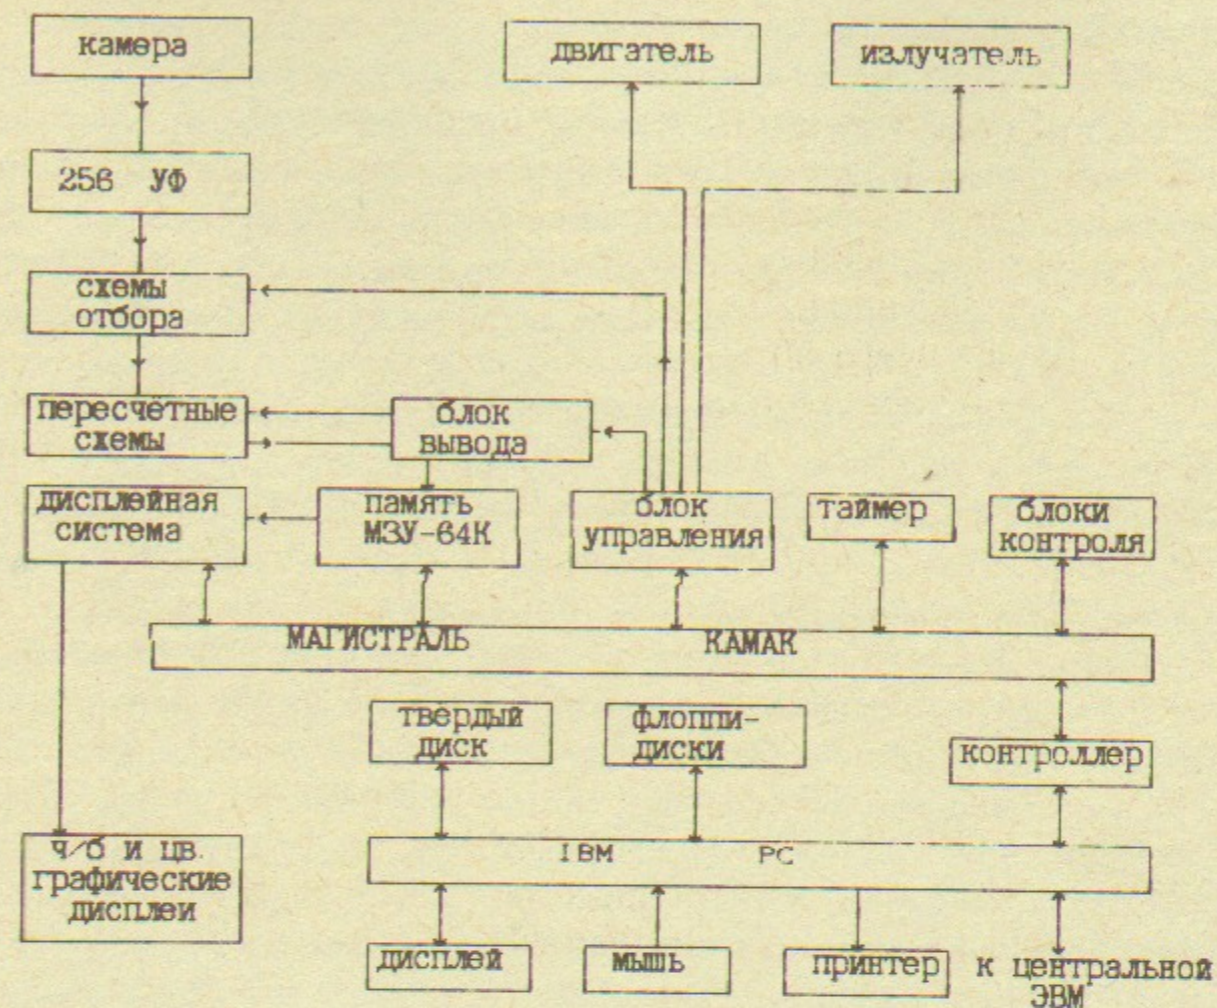 камера
двигатель
излучатель
256 УФ
схемы
отбора
пересчётные
схемы
блок
вывода
дисплейная
система
память
МЗУ-64К
блок
управления
таймер
блоки
контроля
МАГИСТРАЛЬ КАМАК
твердый
диск
флоппи-
диски
контроллер
IBM PC
ч/б и цв.
графические
дисплеи
дисплей
мышь
принтер
к центральной
ЭВМ